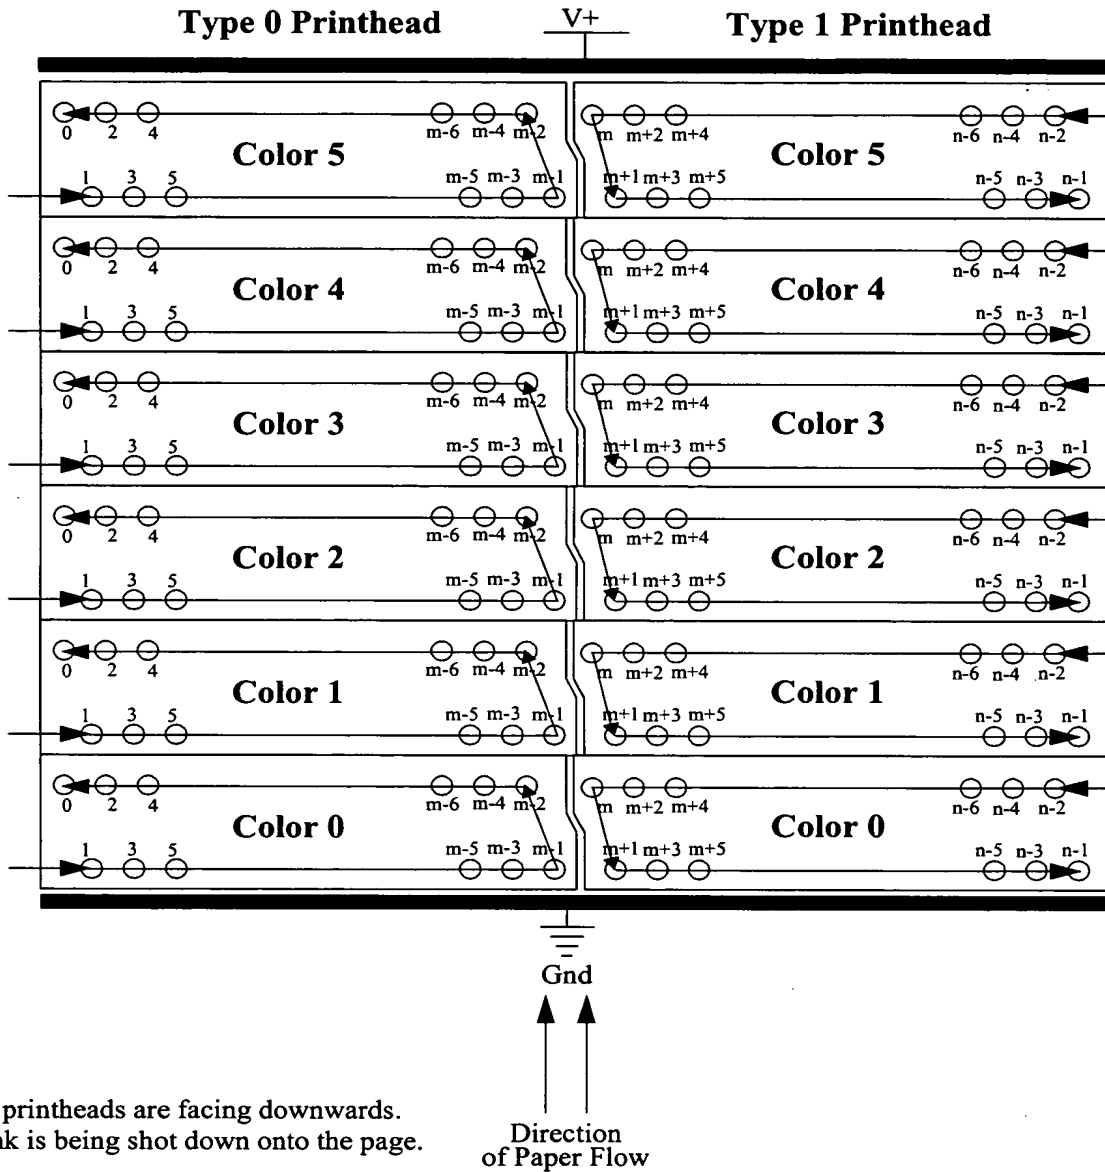 Type 0 Printhead V+ Type 1 Printhead
0 2 4 m-6 m-4 m-2 m m+2 m+4 n-6 n-4 n-2
Color 5 Color 5
1 3 5 m-5 m-3 m-1 m+1 m+3 m+5 n-5 n-3 n-1
0 2 4 m-6 m-4 m-2 m m+2 m+4 n-6 n-4 n-2
Color 4 Color 4
1 3 5 m-5 m-3 m-1 m+1 m+3 m+5 n-5 n-3 n-1
0 2 4 m-6 m-4 m-2 m m+2 m+4 n-6 n-4 n-2
Color 3 Color 3
1 3 5 m-5 m-3 m-1 m+1 m+3 m+5 n-5 n-3 n-1
0 2 4 m-6 m-4 m-2 m m+2 m+4 n-6 n-4 n-2
Color 2 Color 2
1 3 5 m-5 m-3 m-1 m+1 m+3 m+5 n-5 n-3 n-1
0 2 4 m-6 m-4 m-2 m m+2 m+4 n-6 n-4 n-2
Color 1 Color 1
1 3 5 m-5 m-3 m-1 m+1 m+3 m+5 n-5 n-3 n-1
0 2 4 m-6 m-4 m-2 m m+2 m+4 n-6 n-4 n-2
Color 0 Color 0
1 3 5 m-5 m-3 m-1 m+1 m+3 m+5 n-5 n-3 n-1
Gnd
printheads are facing downwards.
k is being shot down onto the page.
Direction
of Paper Flow